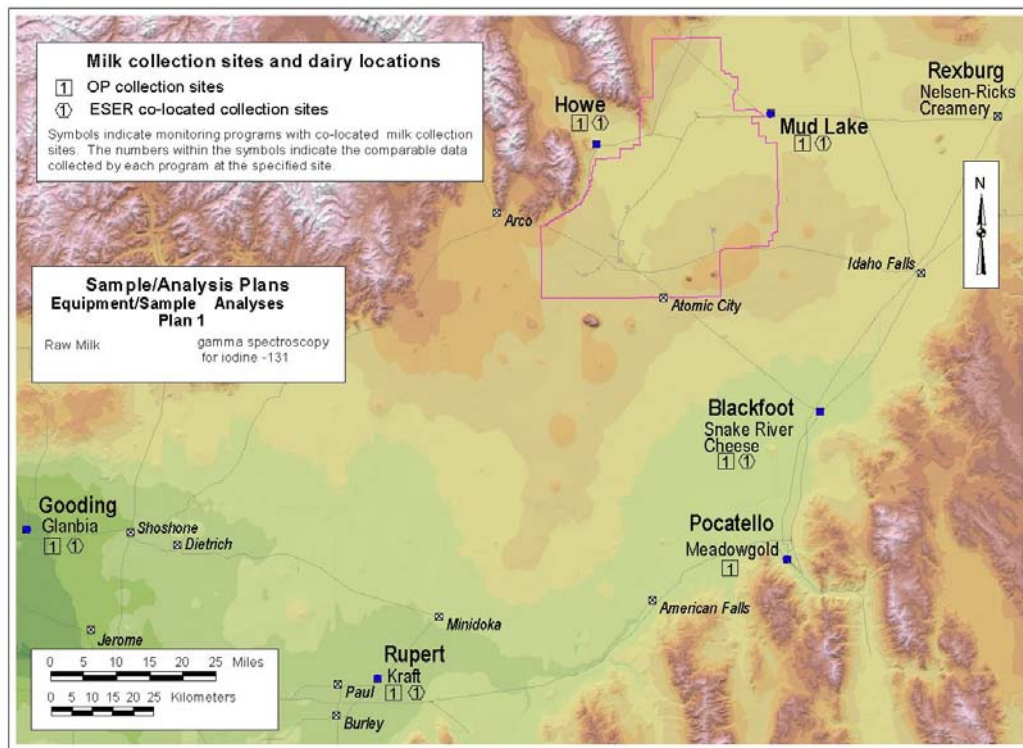 Milk collection sites and dairy locations
1 OP collection sites
1 ESER co-located collection sites
Symbols indicate monitoring programs with co-located milk collection
sites. The numbers within the symbols indicate the comparable data
collected by each program at the specified site.
Rexburg
Nelsen-Ricks
Creamery
Howe
1 1
Mud Lake
1 1
N
Arco
Idaho Falls
Sample/Analysis Plans
Equipment/Sample Analyses
Plan 1
Raw Milk gamma spectroscopy
for iodine -131
Atomic City
Blackfoot
Snake River
Cheese
1 1
Gooding
Glanbia
1 1
Shoshone
Dietrich
Pocatello
Meadowgold
1
American Falls
Minidoka
Jerome
Rupert
Kraft
1 1
Paul
Burley
0 5 10 15 20 25 Miles
0 5 10 15 20 25 Kilometers